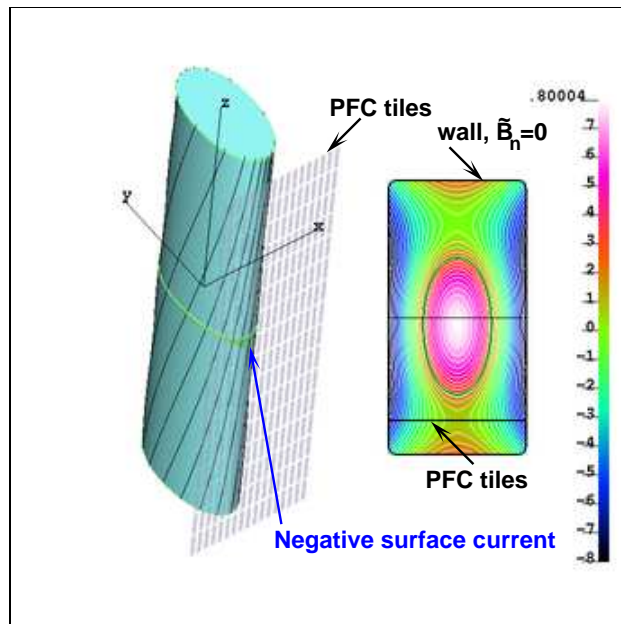 PFC tiles
wall, B̃n=0
z
y
x
Negative surface current
PFC tiles
.80004
.7
.6
.5
.4
.3
.2
.1
.0
-.1
-.2
-.3
-.4
-.5
-.6
-.7
-.8